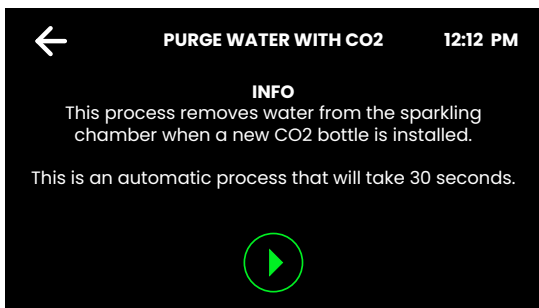 PURGE WATER WITH CO2 12:12 PM
INFO
This process removes water from the sparkling
chamber when a new CO2 bottle is installed.
This is an automatic process that will take 30 seconds.